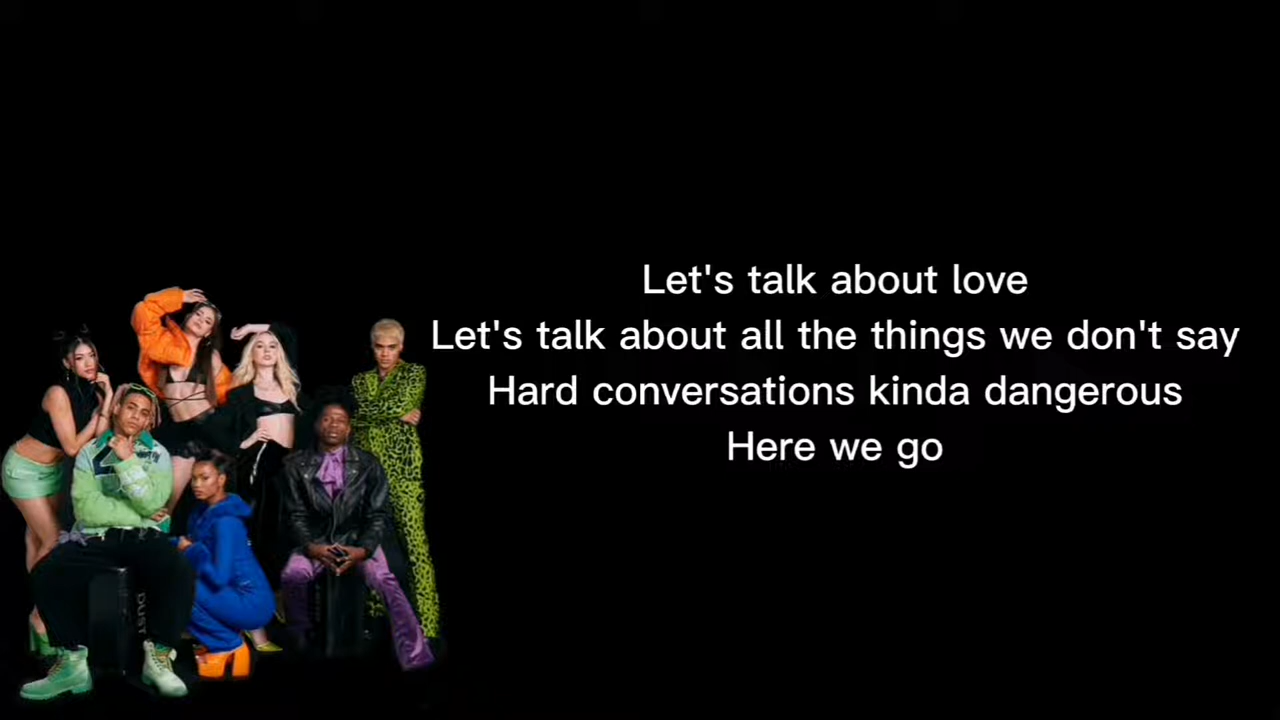 Let's talk about love
Let's talk about all the things we don't say
Hard conversations kinda dangerous
Here we go
DUST